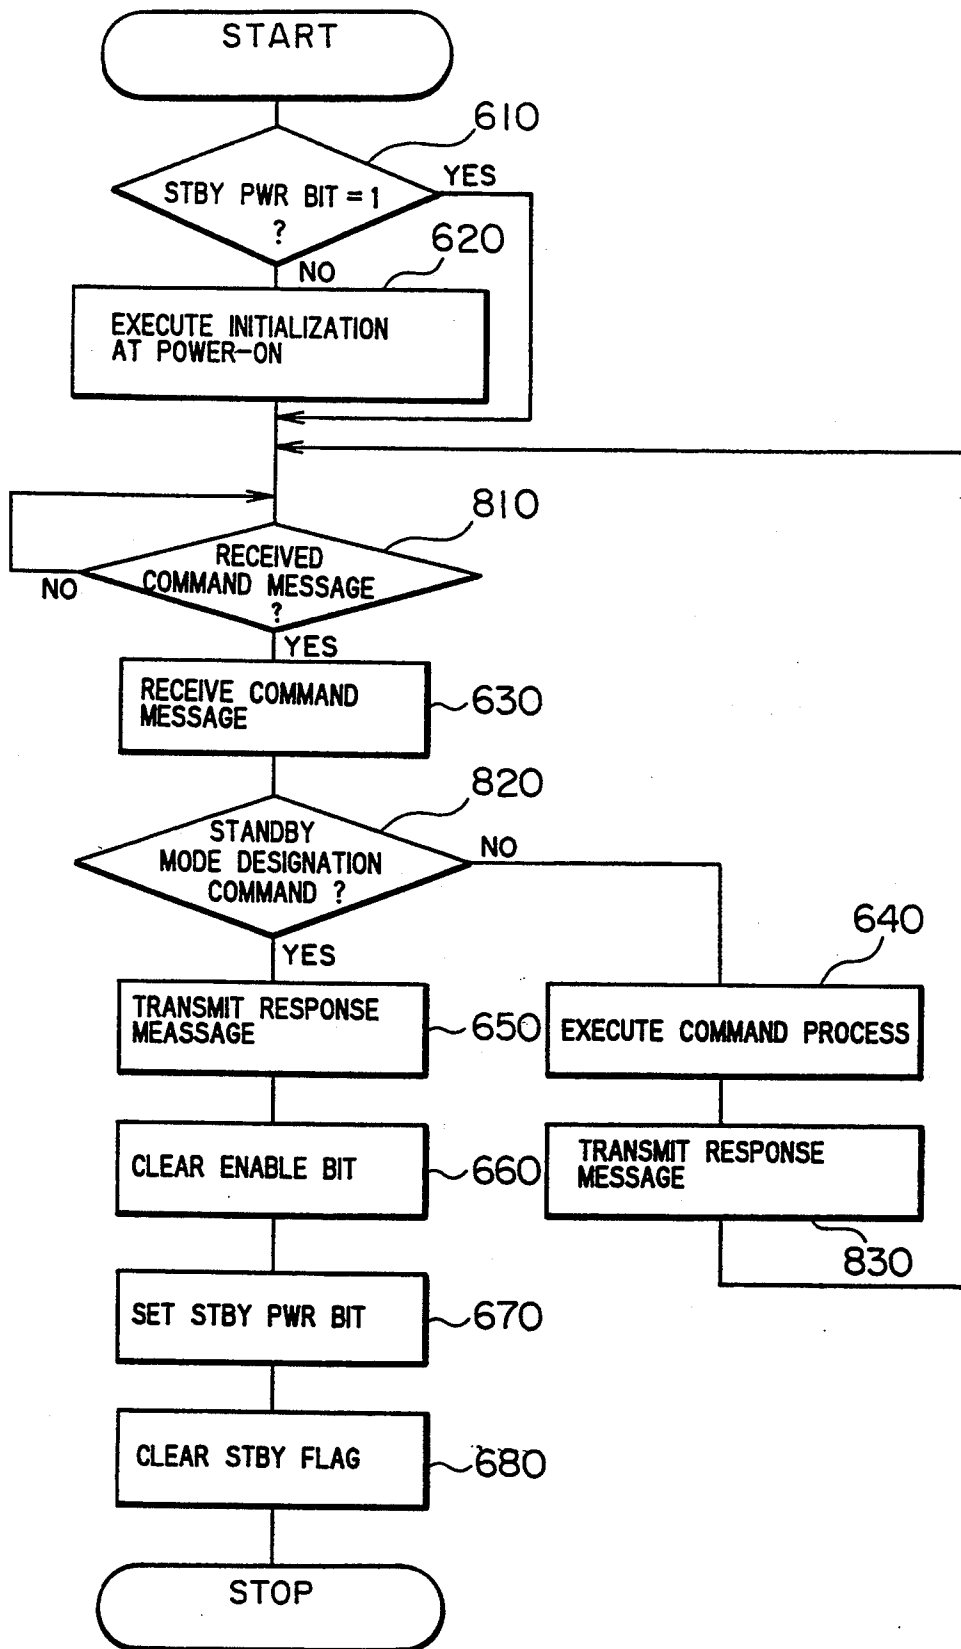 START
610
STBY PWR BIT = 1
?
YES
NO
620
EXECUTE INITIALIZATION
AT POWER-ON
810
RECEIVED
COMMAND MESSAGE
?
NO
YES
RECEIVE COMMAND
MESSAGE
630
820
STANDBY
MODE DESIGNATION
COMMAND ?
NO
YES
640
TRANSMIT RESPONSE
MEASSAGE
650
EXECUTE COMMAND PROCESS
CLEAR ENABLE BIT
660
TRANSMIT RESPONSE
MESSAGE
830
SET STBY PWR BIT
670
CLEAR STBY FLAG
680
STOP